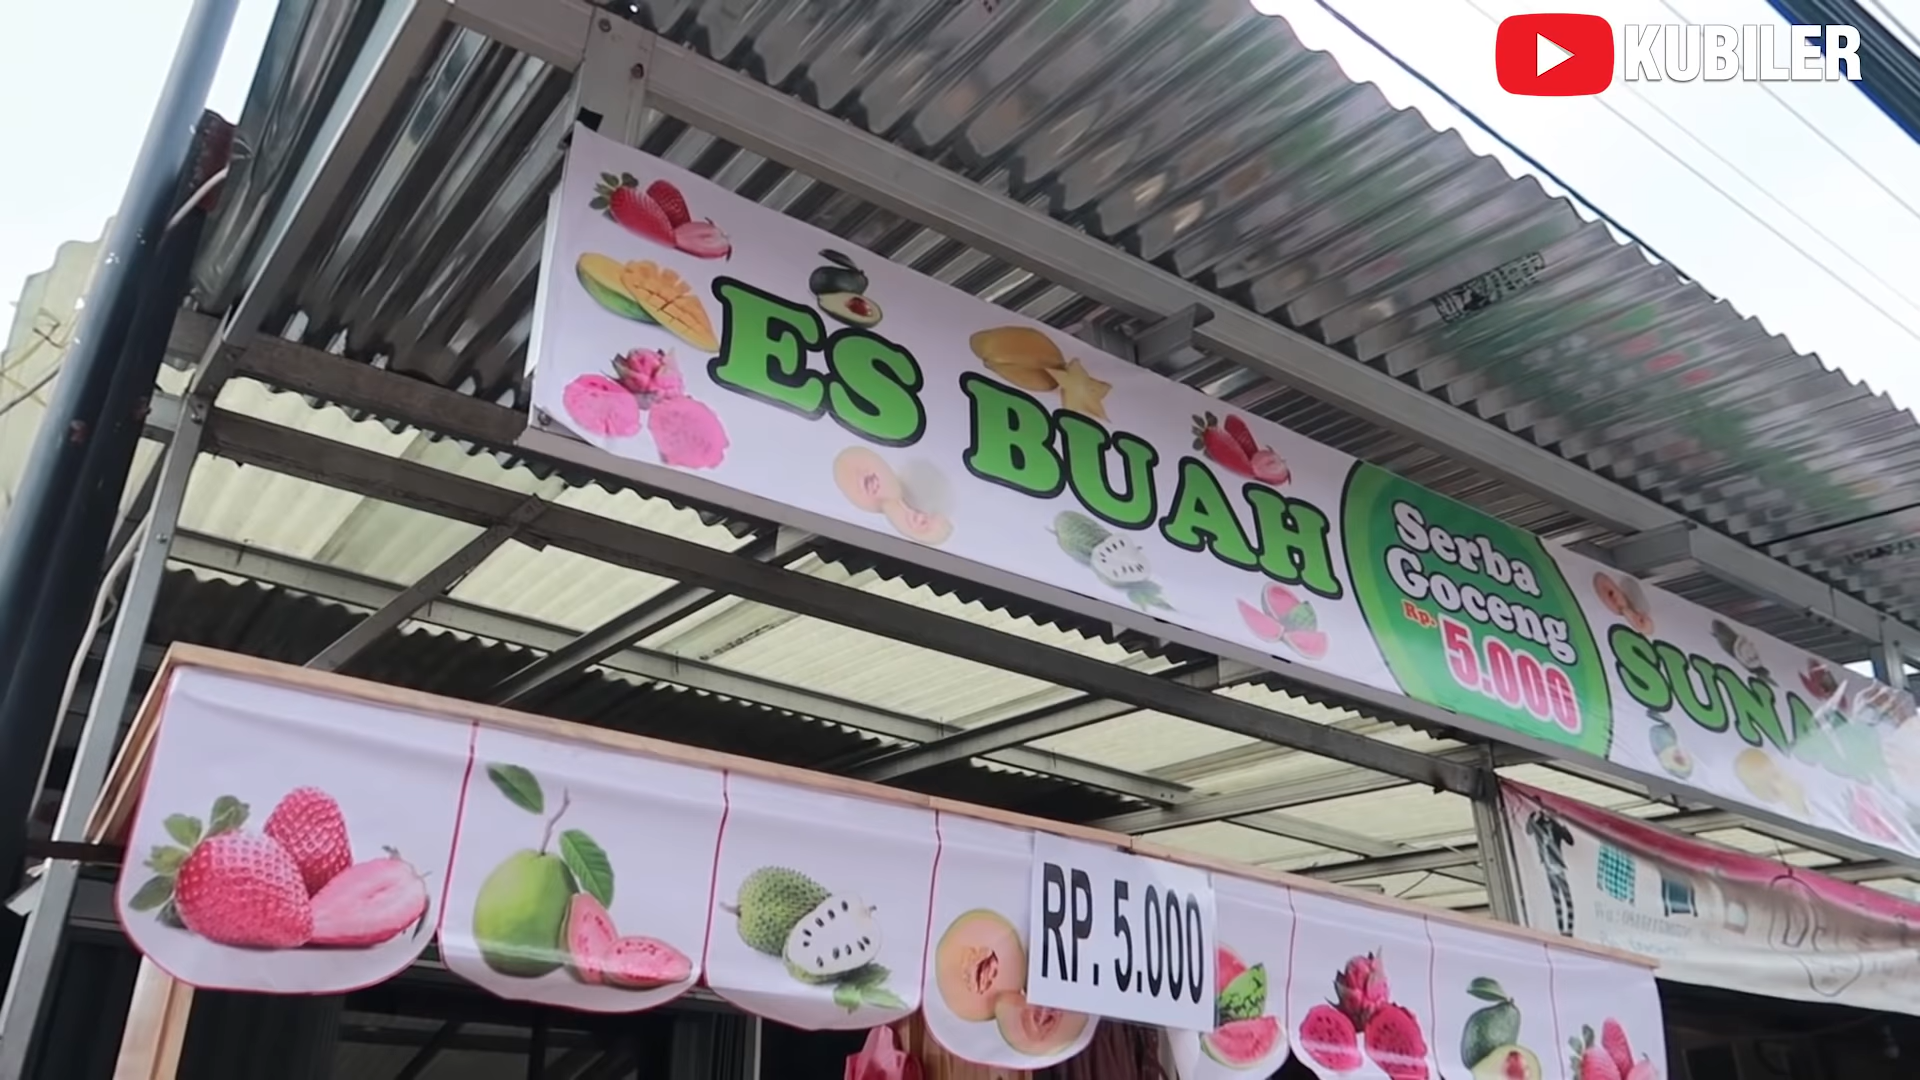 KUBILER
ES BUAH
Serba
Goceng
Rp. 5.000
RP. 5.000